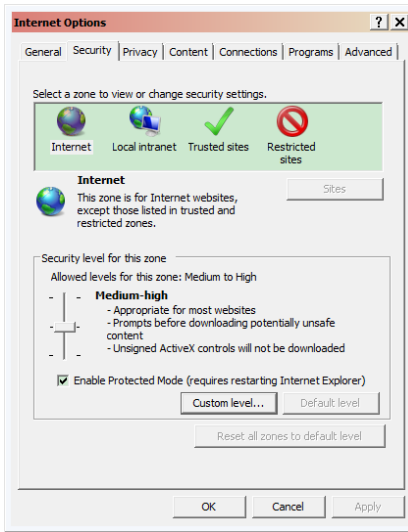 Internet Options
General Security Privacy Content Connections Programs Advanced
Select a zone to view or change security settings.
Internet Local intranet Trusted sites Restricted
sites
Internet
Sites
This zone is for Internet websites,
except those listed in trusted and
restricted zones.
Security level for this zone
Allowed levels for this zone: Medium to High
Medium-high
- Appropriate for most websites
- Prompts before downloading potentially unsafe
content
- Unsigned ActiveX controls will not be downloaded
Enable Protected Mode (requires restarting Internet Explorer)
Custom level... Default level
Reset all zones to default level
OK Cancel Apply